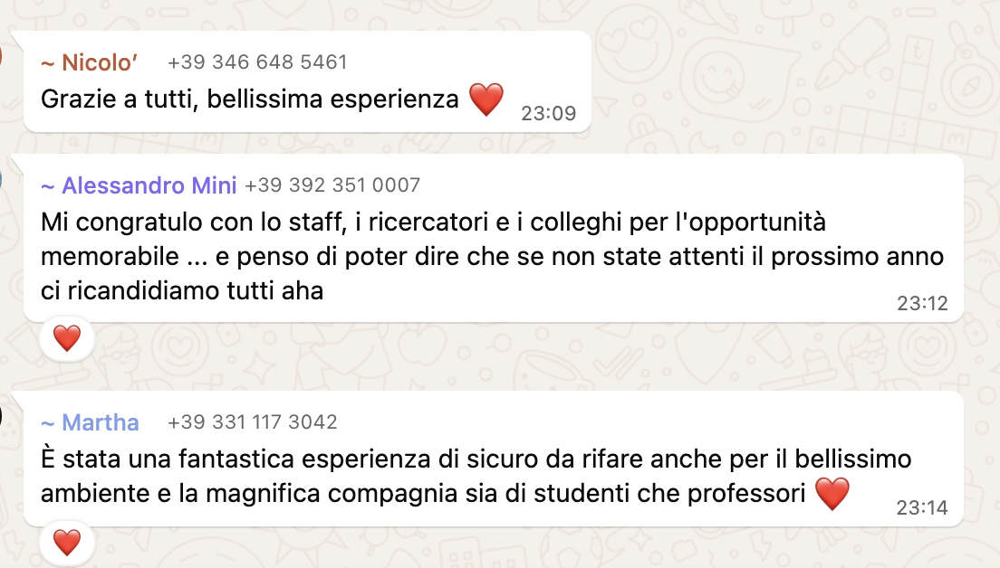 ~ Nicolo’ +39 346 648 5461
Grazie a tutti, bellissima esperienza ❤️ 23:09
~ Alessandro Mini +39 392 351 0007
Mi congratulo con lo staff, i ricercatori e i colleghi per l'opportunità
memorabile ... e penso di poter dire che se non state attenti il prossimo anno
ci ricandidiamo tutti aha 23:12
❤️
~ Martha +39 331 117 3042
È stata una fantastica esperienza di sicuro da rifare anche per il bellissimo
ambiente e la magnifica compagnia sia di studenti che professori ❤️ 23:14
❤️